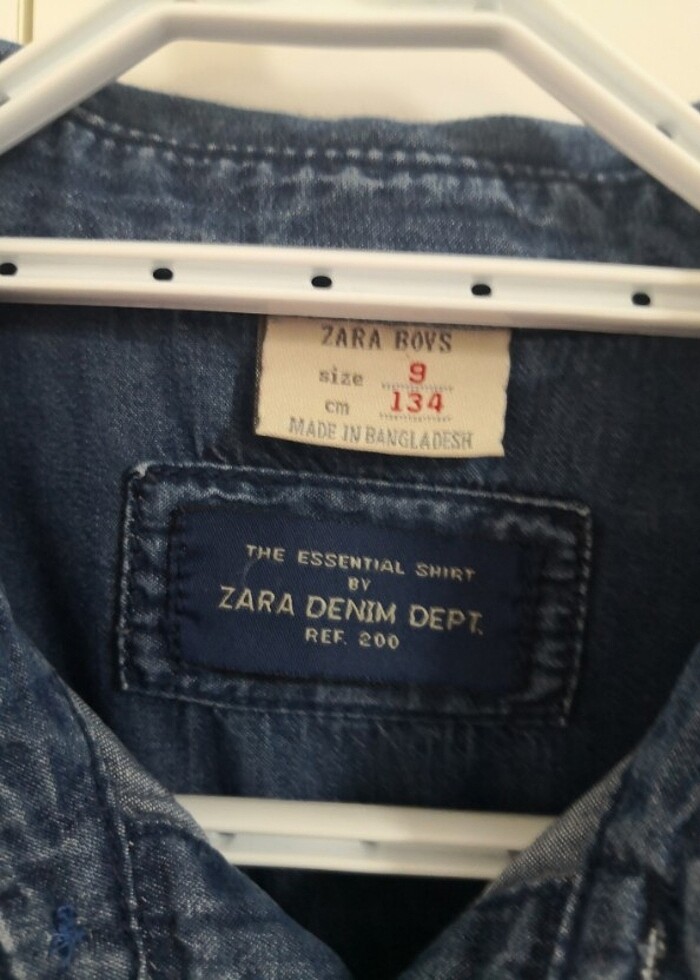 ZARA BOYS
size 9
cm 134
MADE IN BANGLADESH
THE ESSENTIAL SHIRT
BY
ZARA DENIM DEPT.
REF. 200